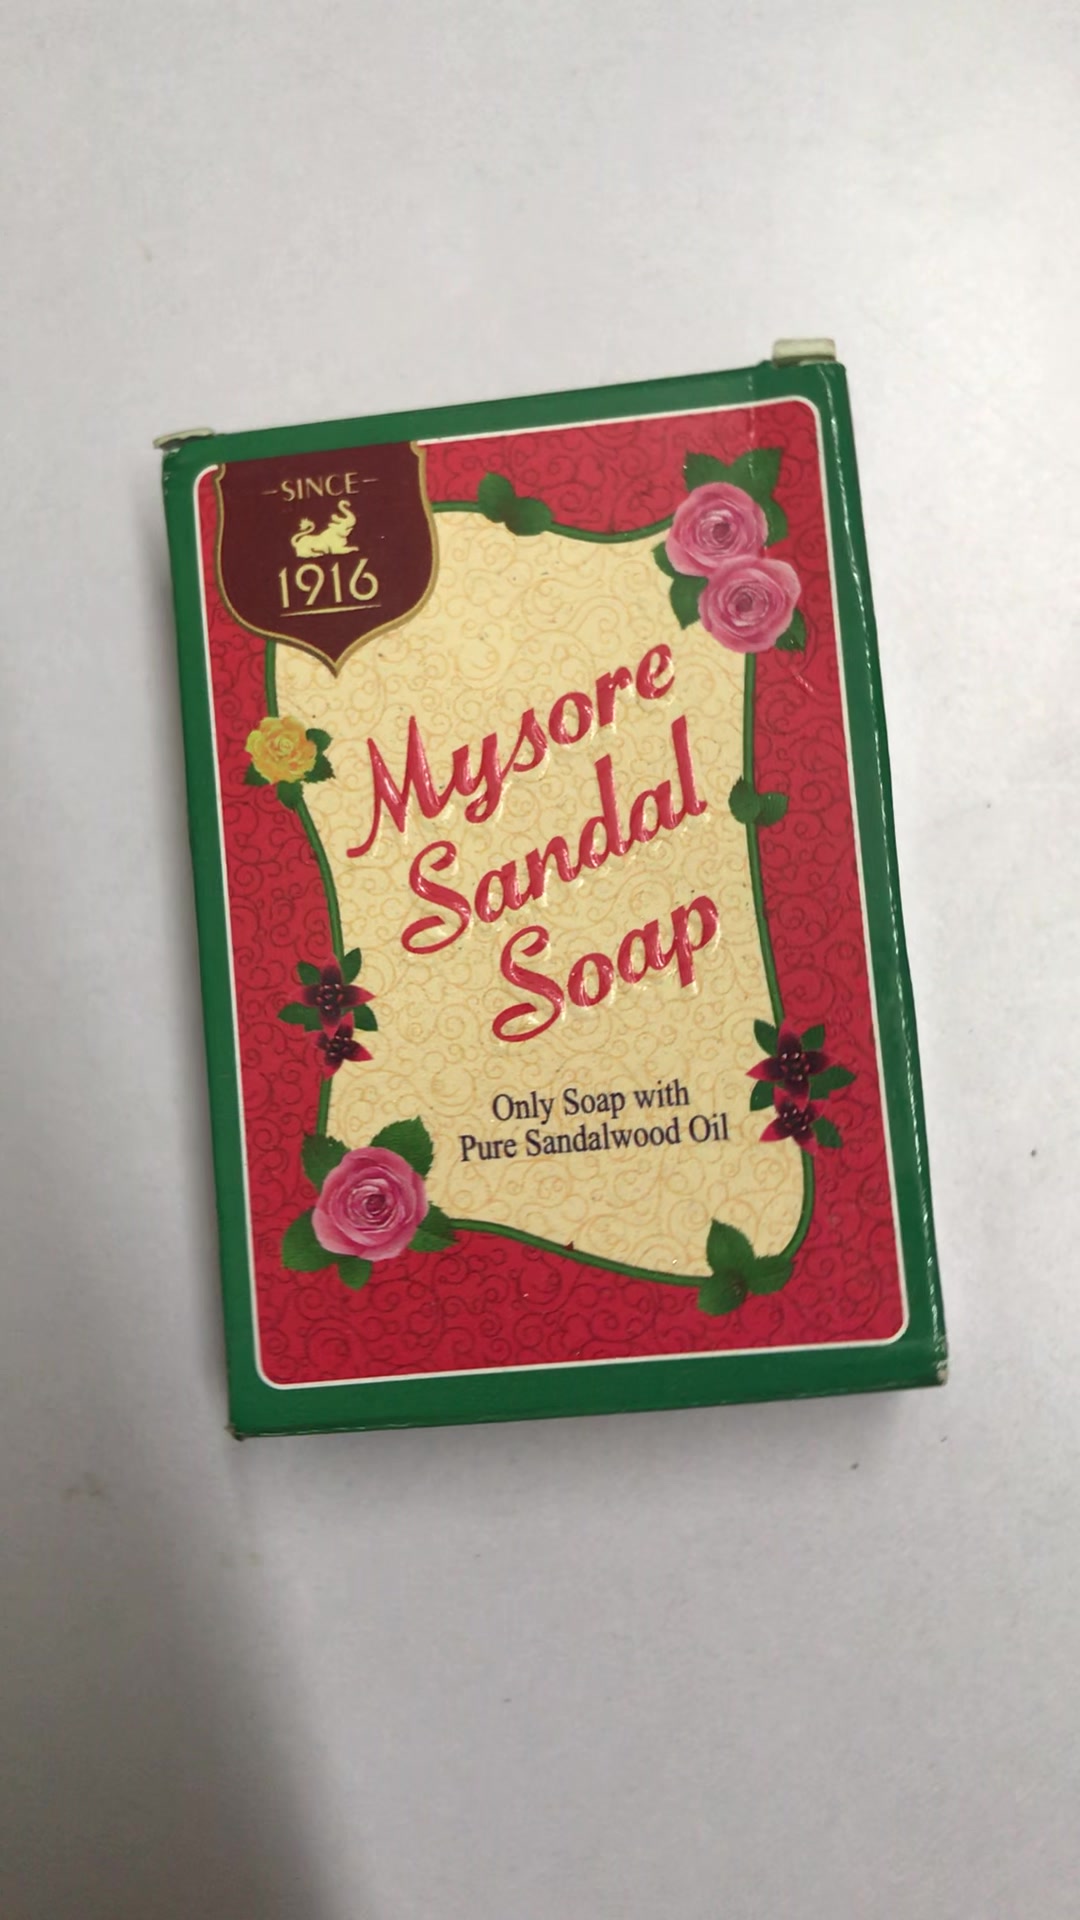 -SINCE-
1916
Mysore
Sandal
Soap
Only Soap with
Pure Sandalwood Oil